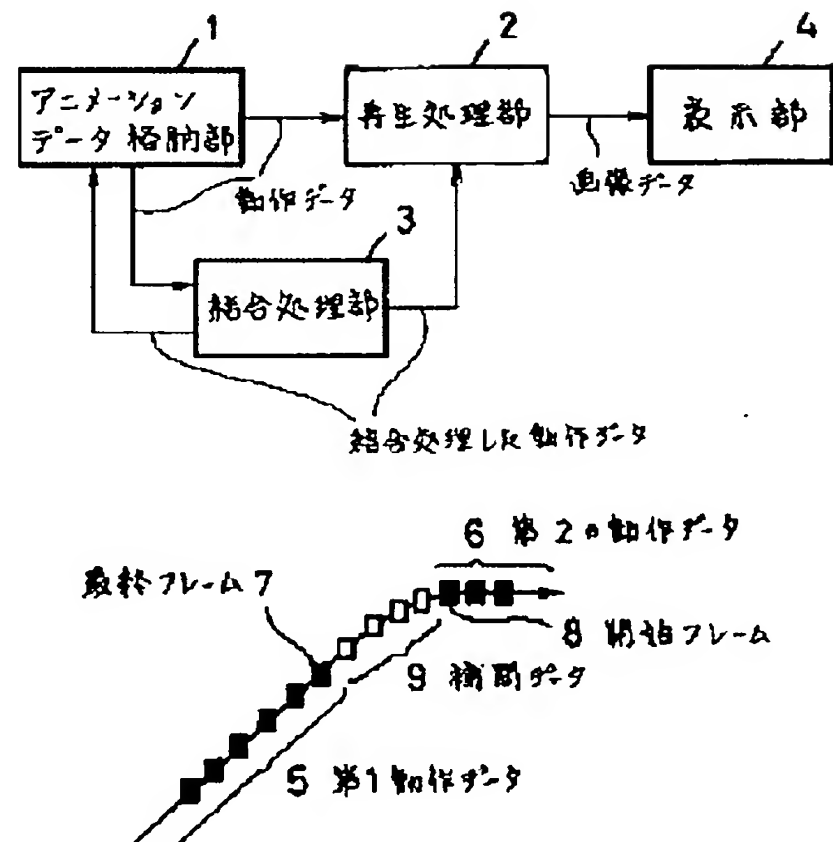 1
2
4
アニメーション
データ格納部
再生処理部
表示部
動作データ
画像データ
3
結合処理部
結合処理した動作データ
6 第2の動作データ
最終フレーム7
8 開始フレーム
9 補間データ
5 第1動作データ